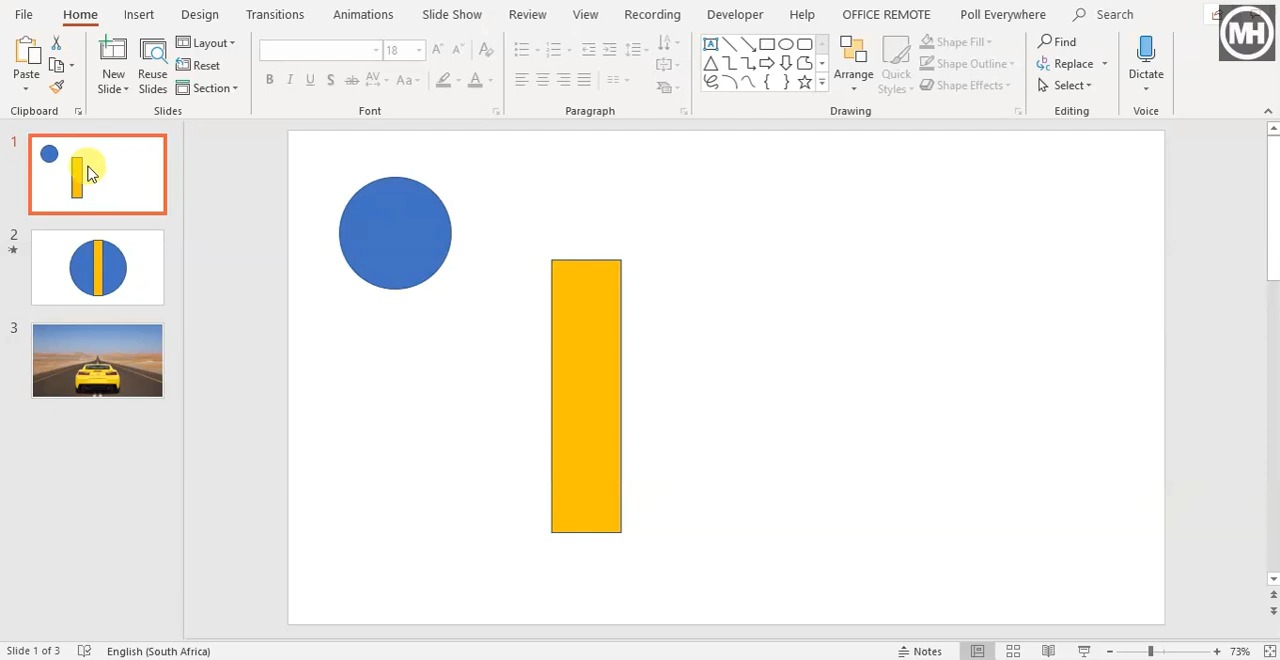 File Home Insert Design Transitions Animations Slide Show Review View Recording Developer Help OFFICE REMOTE Poll Everywhere Search MH
Paste New Slide Reuse Slides Layout Reset Section 18 B I U S ab AV Aa A Arrange Quick Styles Shape Fill Shape Outline Shape Effects Find Replace Select Dictate
Clipboard Slides Font Paragraph Drawing Editing Voice
1
2
3
Slide 1 of 3 English (South Africa) Notes 73%